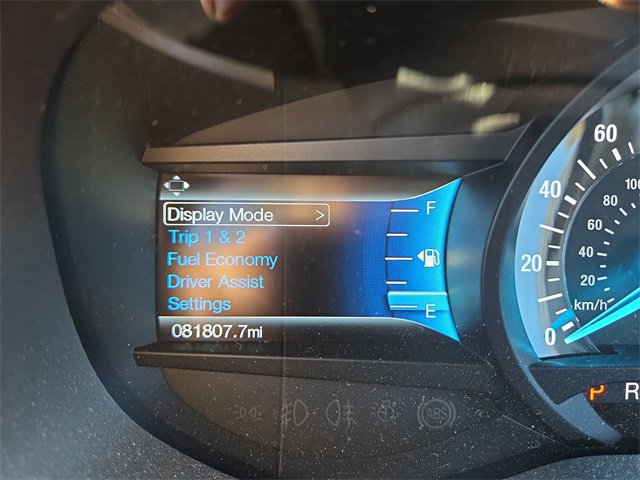 Display Mode >
Trip 1 & 2
Fuel Economy
Driver Assist
Settings
081807.7mi
F
E
60
40
20
0
100
80
60
40
20
km/h
P R
ABS